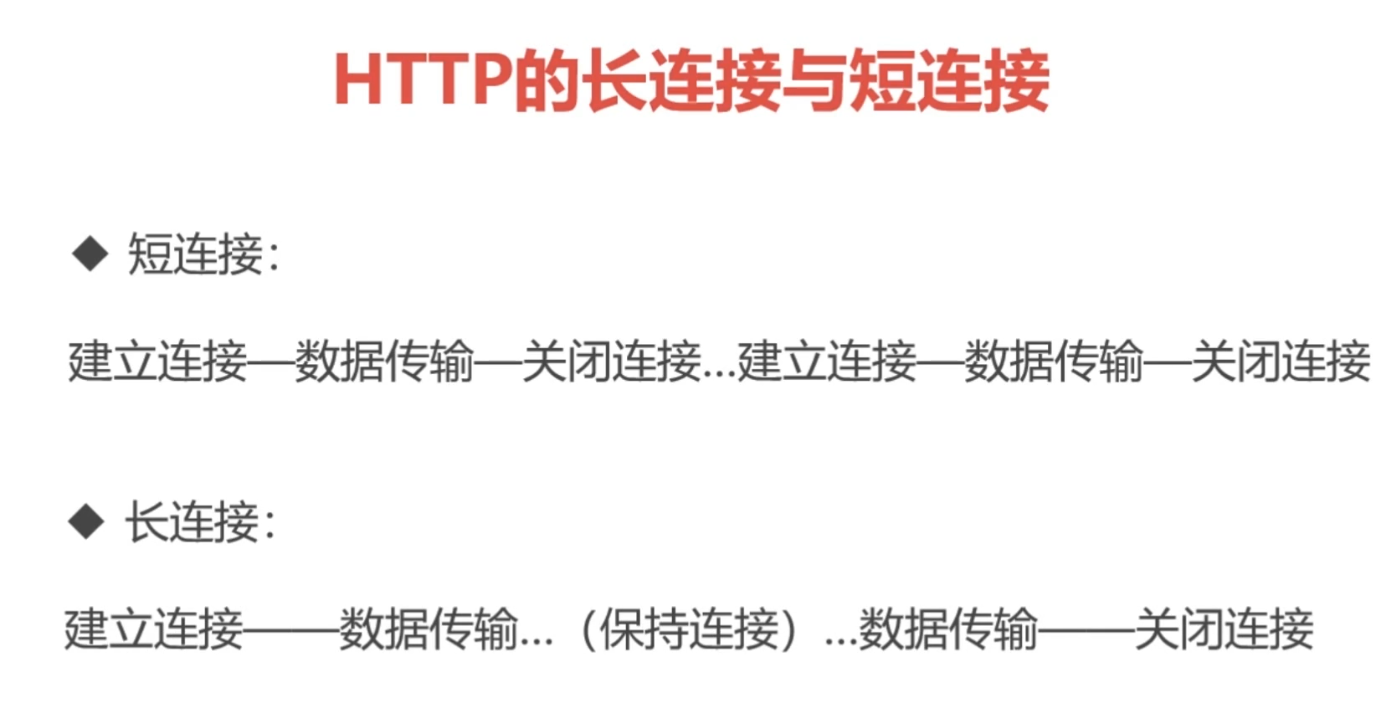 HTTP的长连接与短连接
◆ 短连接：
建立连接—数据传输—关闭连接...建立连接—数据传输—关闭连接
◆ 长连接：
建立连接——数据传输...（保持连接）...数据传输——关闭连接